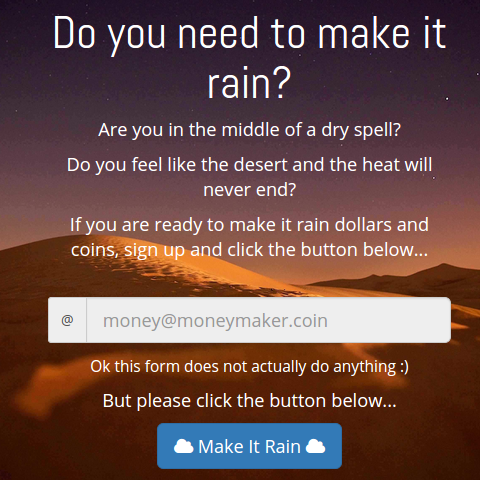 Do you need to make it
rain?
Are you in the middle of a dry spell?
Do you feel like the desert and the heat will
never end?
If you are ready to make it rain dollars and
coins, sign up and click the button below...
@ money@moneymaker.coin
Ok this form does not actually do anything :)
But please click the button below...
Make It Rain